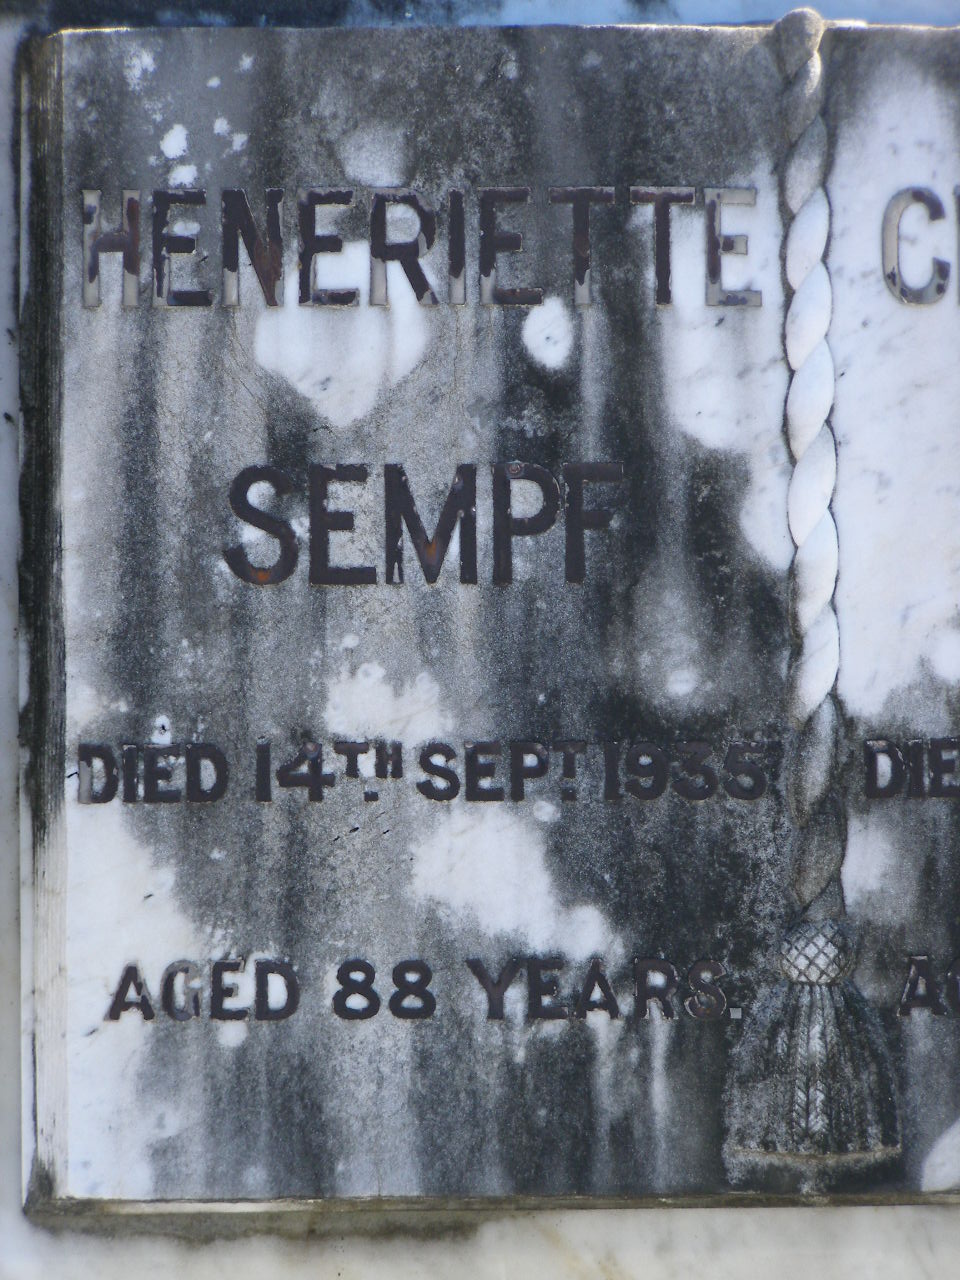 HENERIETTE
SEMPF
DIED 14TH SEPT 1935
AGED 88 YEARS.